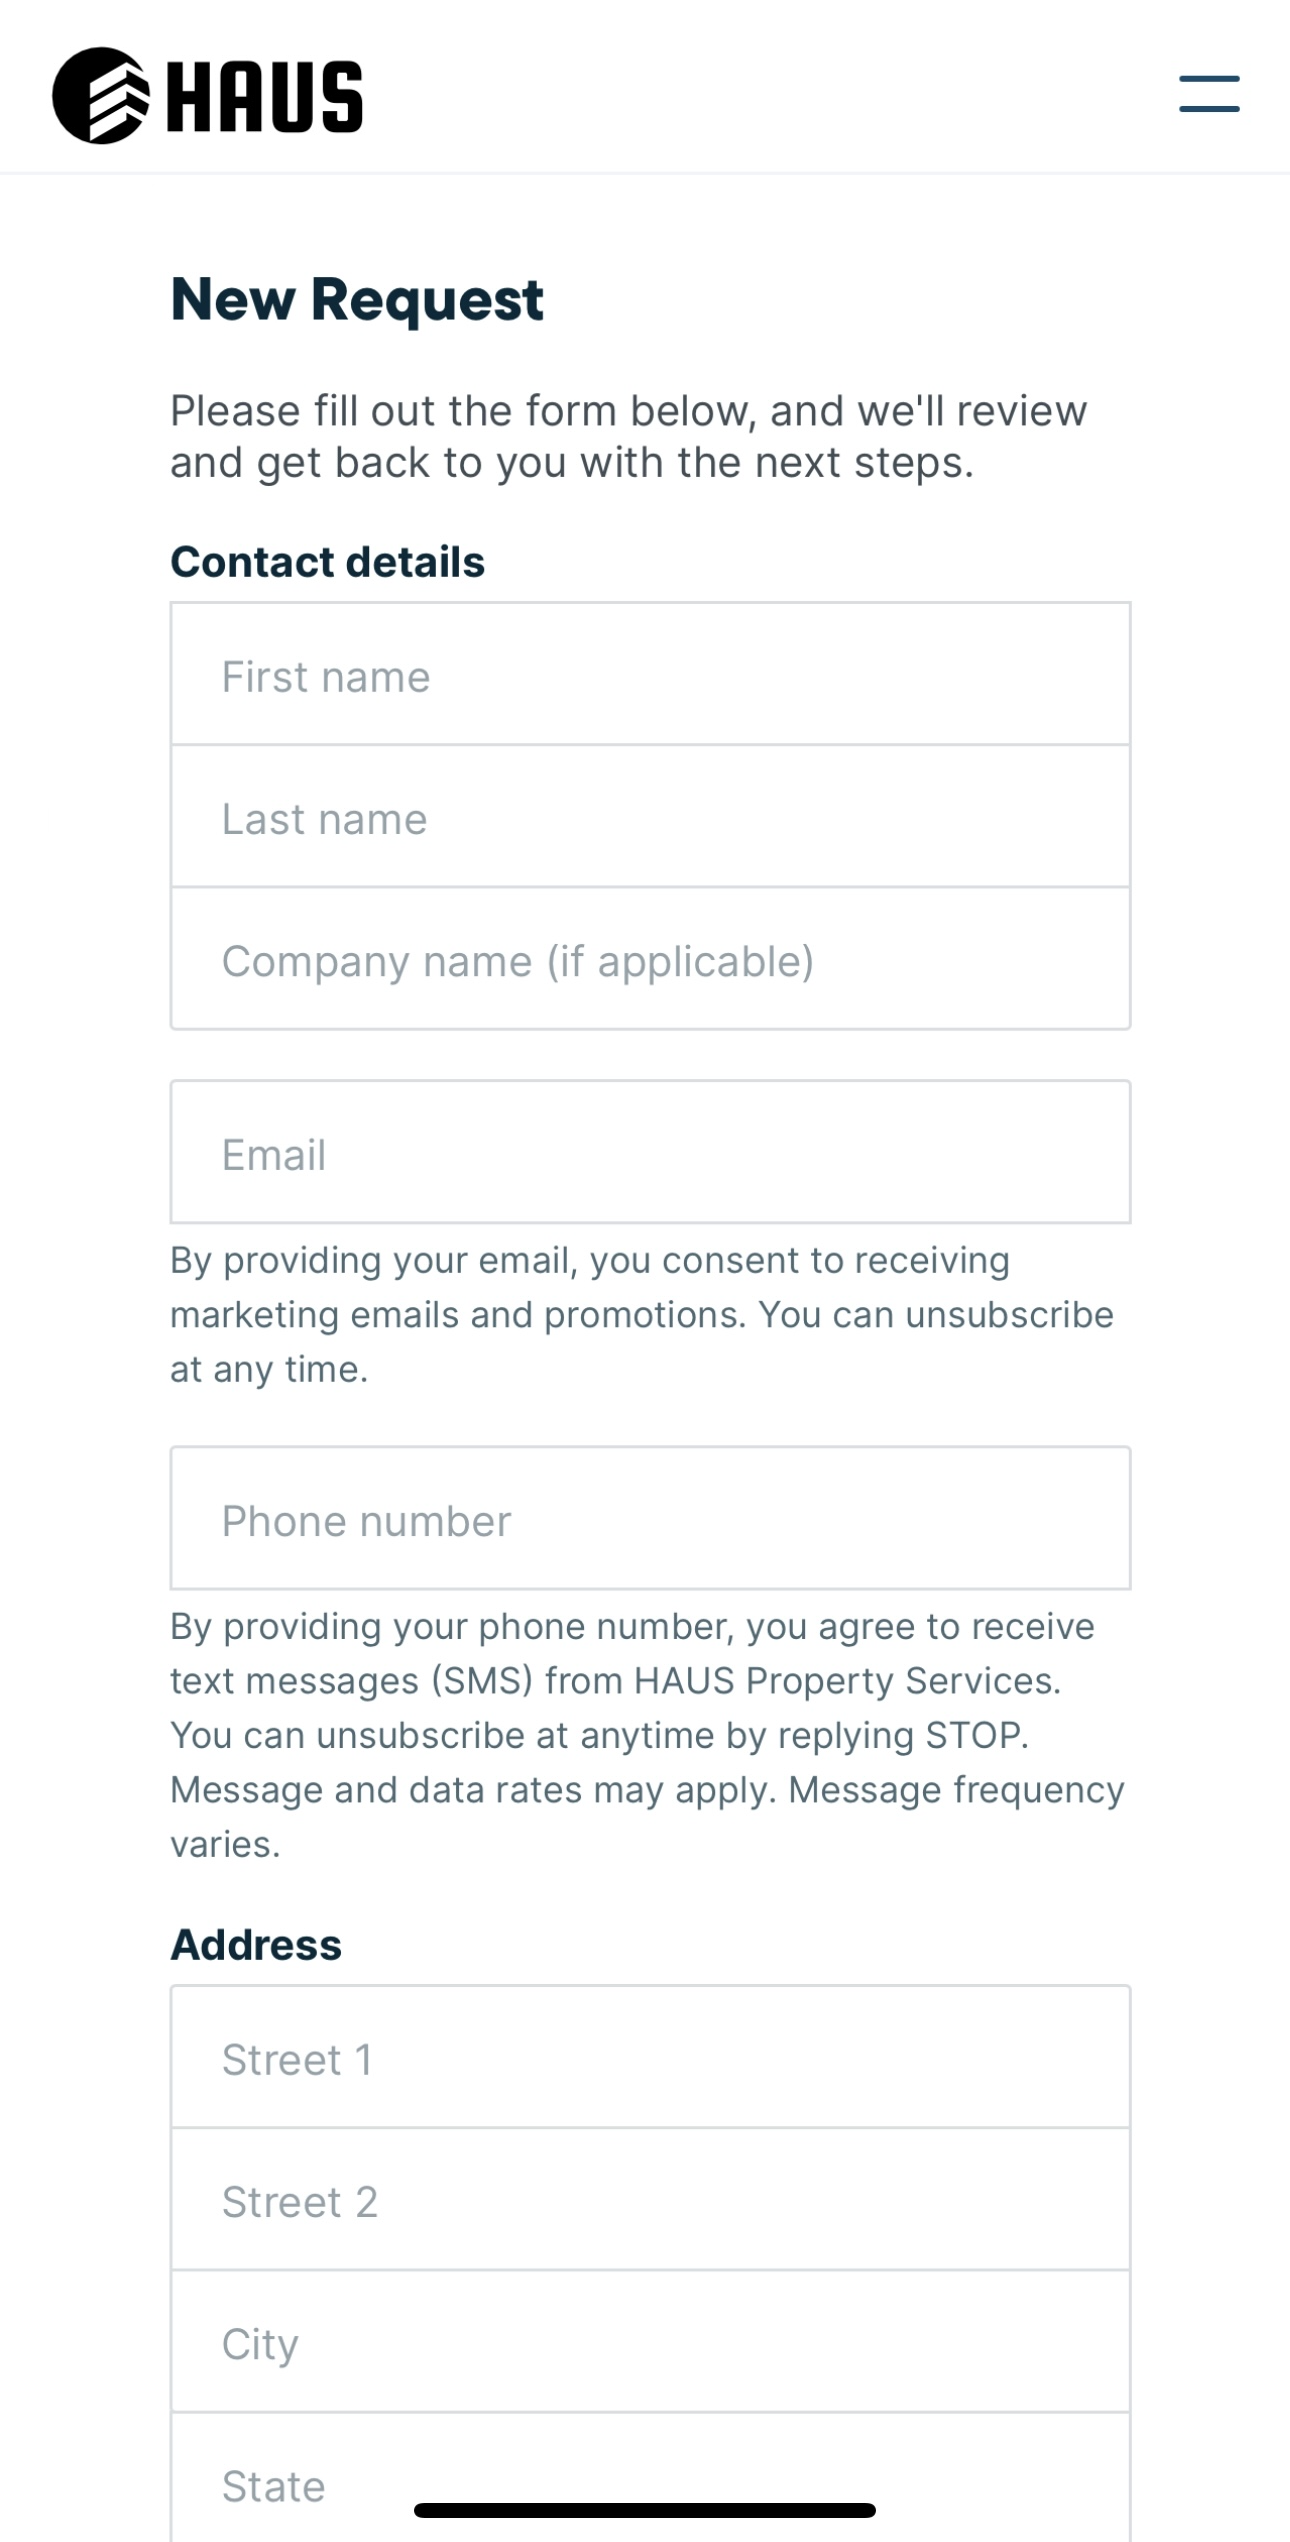 HAUS
New Request
Please fill out the form below, and we'll review
and get back to you with the next steps.
Contact details
First name
Last name
Company name (if applicable)
Email
By providing your email, you consent to receiving
marketing emails and promotions. You can unsubscribe
at any time.
Phone number
By providing your phone number, you agree to receive
text messages (SMS) from HAUS Property Services.
You can unsubscribe at anytime by replying STOP.
Message and data rates may apply. Message frequency
varies.
Address
Street 1
Street 2
City
State